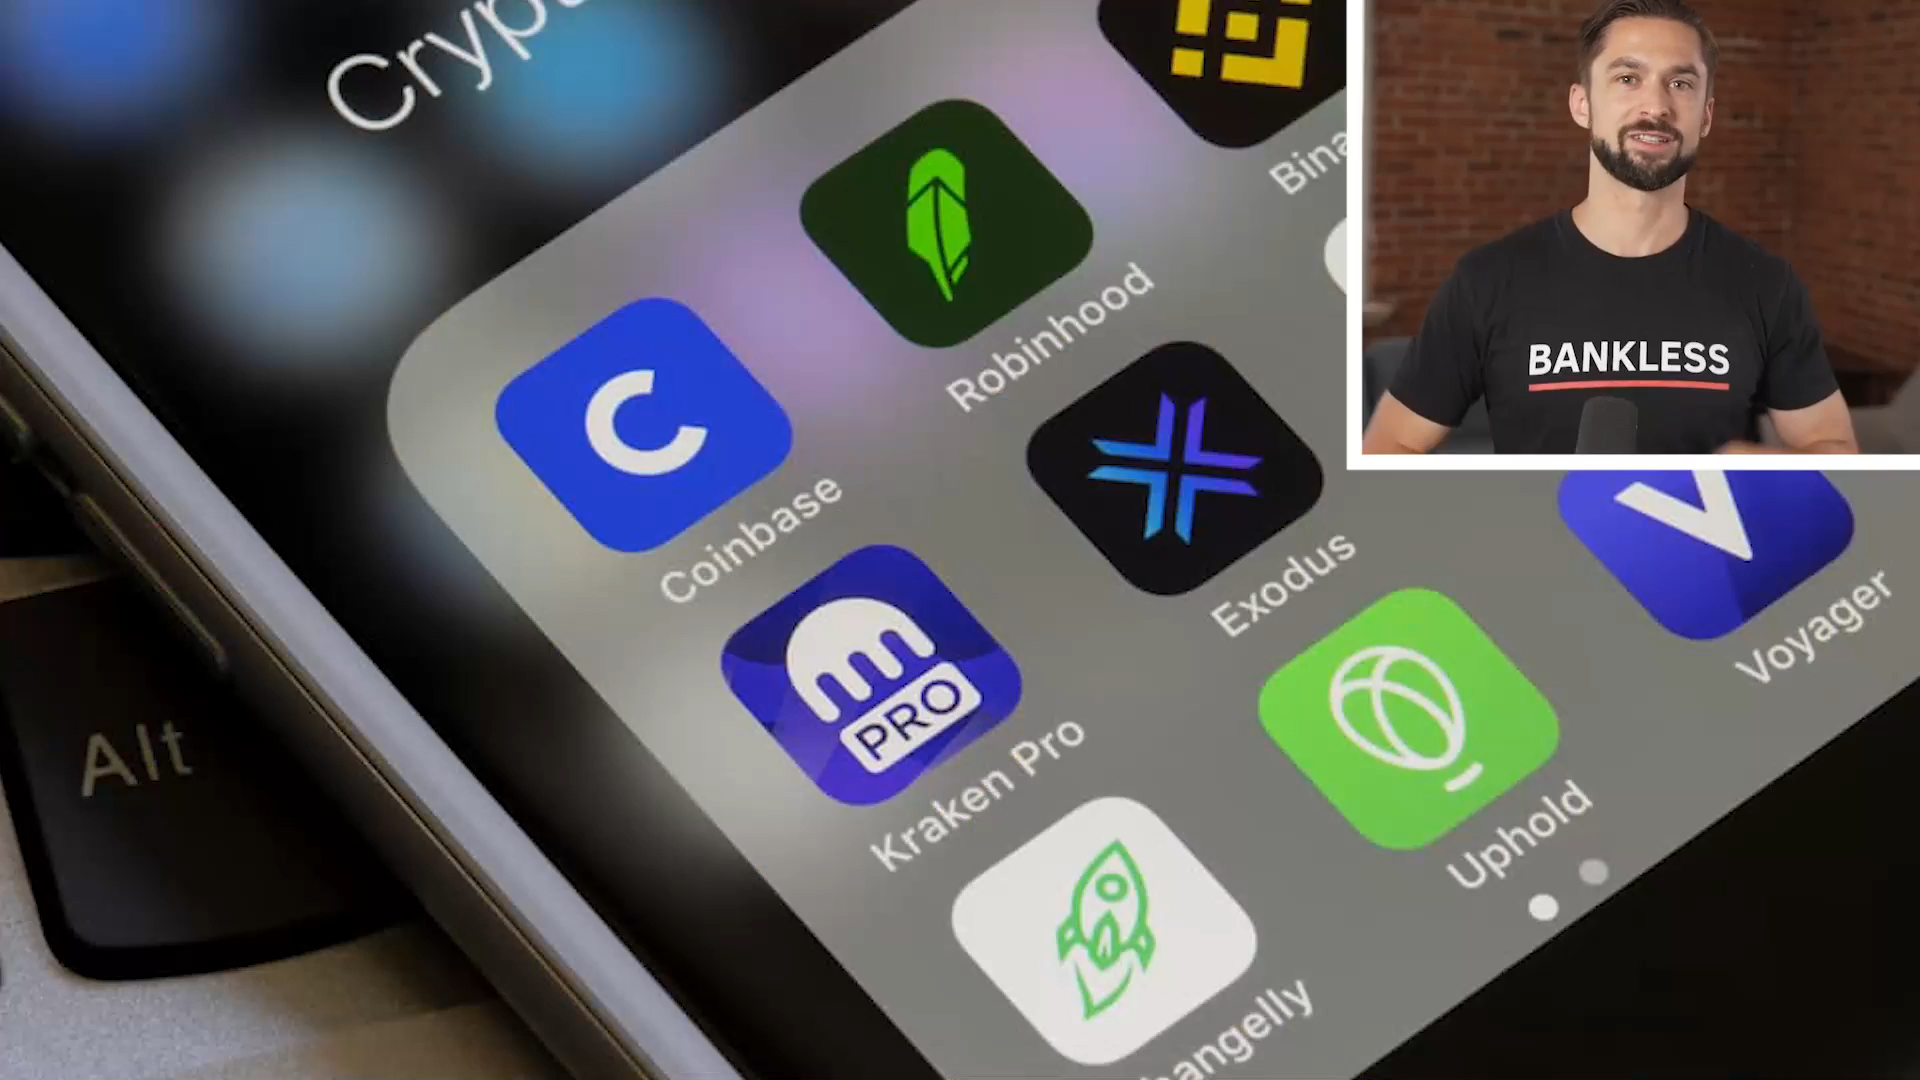 Cryp
Bina
Robinhood
BANKLESS
Coinbase
Exodus
Voyager
PRO
Kraken Pro
Uphold
Alt
hangelly